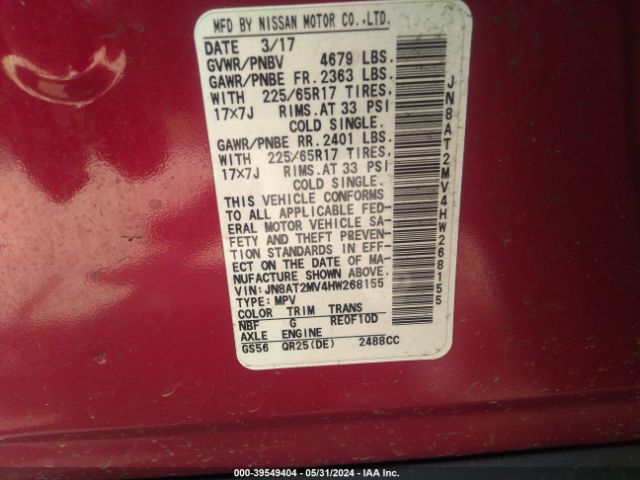 MFD BY NISSAN MOTOR CO.,LTD.
DATE 3/17
GVWR/PNBV 4679 LBS.
GAWR/PNBE FR. 2363 LBS.
WITH 225/65R17 TIRES,
17×7J RIMS.AT 33 PSI
COLD SINGLE.
GAWR/PNBE RR. 2401 LBS.
WITH 225/65R17 TIRES,
17×7J RIMS.AT 33 PSI
COLD SINGLE.
THIS VEHICLE CONFORMS
TO ALL APPLICABLE FED-
ERAL MOTOR VEHICLE SA-
FETY AND THEFT PREVEN-
TION STANDARDS IN EFF-
ECT ON THE DATE OF MA-
NUFACTURE SHOWN ABOVE.
VIN: JN8AT2MV4HW268155
TYPE: MPV
COLOR TRIM TRANS
NBF G RE0F10D
AXLE ENGINE
GS56 QR25(DE) 2488CC
JN8AT2MV4HW268155
000-39549404 - 05/31/2024 - IAA Inc.